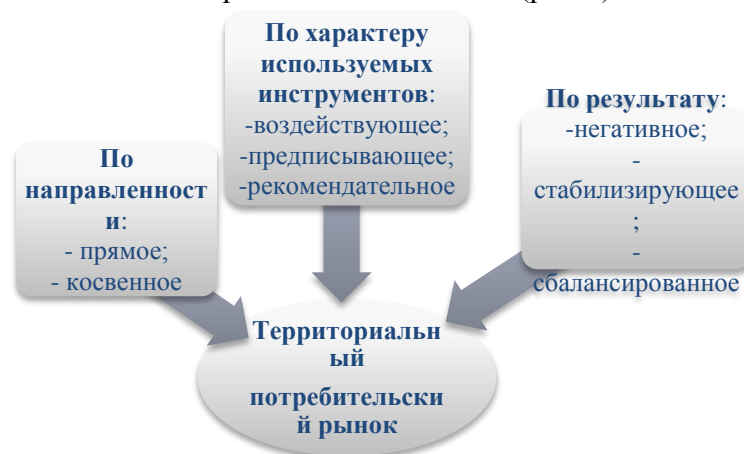 По характеру
используемых
инструментов:
-воздействующее;
-предписывающее;
-рекомендательное
По
направленност
и:
- прямое;
- косвенное
По результату:
-негативное;
-
стабилизирующее
;
-
сбалансированное
Территориальн
ый
потребительски
й рынок